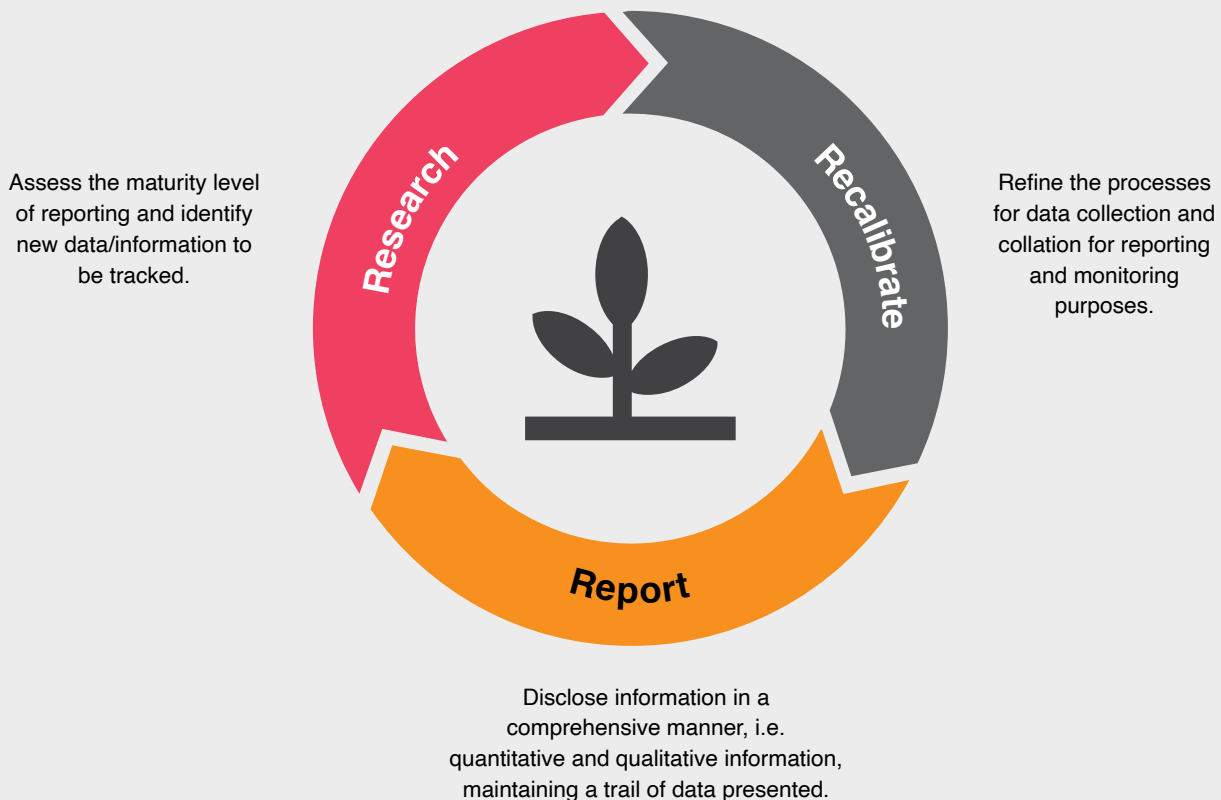 Research
Assess the maturity level
of reporting and identify
new data/information to
be tracked.
Recalibrate
Refine the processes
for data collection and
collation for reporting
and monitoring
purposes.
Report
Disclose information in a
comprehensive manner, i.e.
quantitative and qualitative information,
maintaining a trail of data presented.